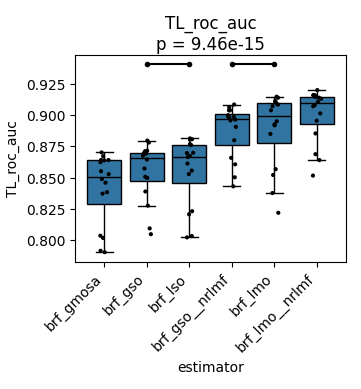 TL_roc_auc
p = 9.46e-15
TL_roc_auc
0.925
0.900
0.875
0.850
0.825
0.800
brf_gmosa
brf_gso
brf_lso
brf_gso__nrlmf
brf_lmo
brf_lmo__nrlmf
estimator